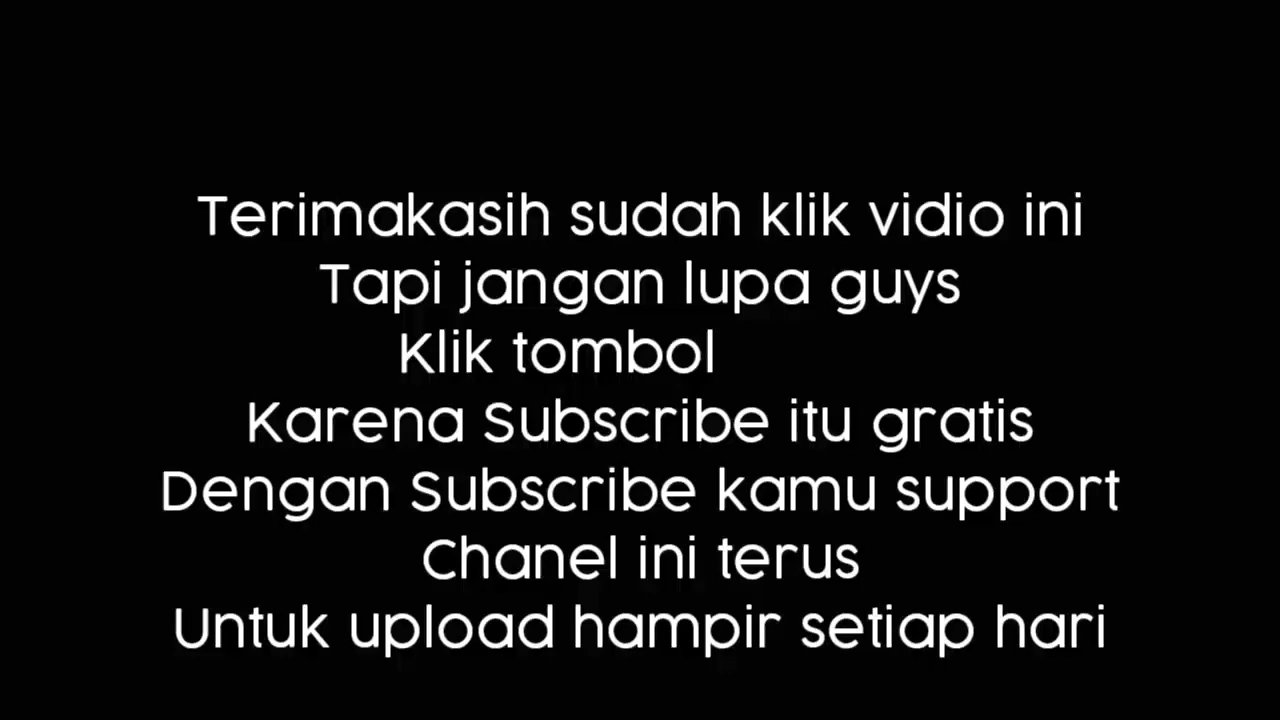 Terimakasih sudah klik vidio ini
Tapi jangan lupa guys
Klik tombol
Karena Subscribe itu gratis
Dengan Subscribe kamu support
Chanel ini terus
Untuk upload hampir setiap hari